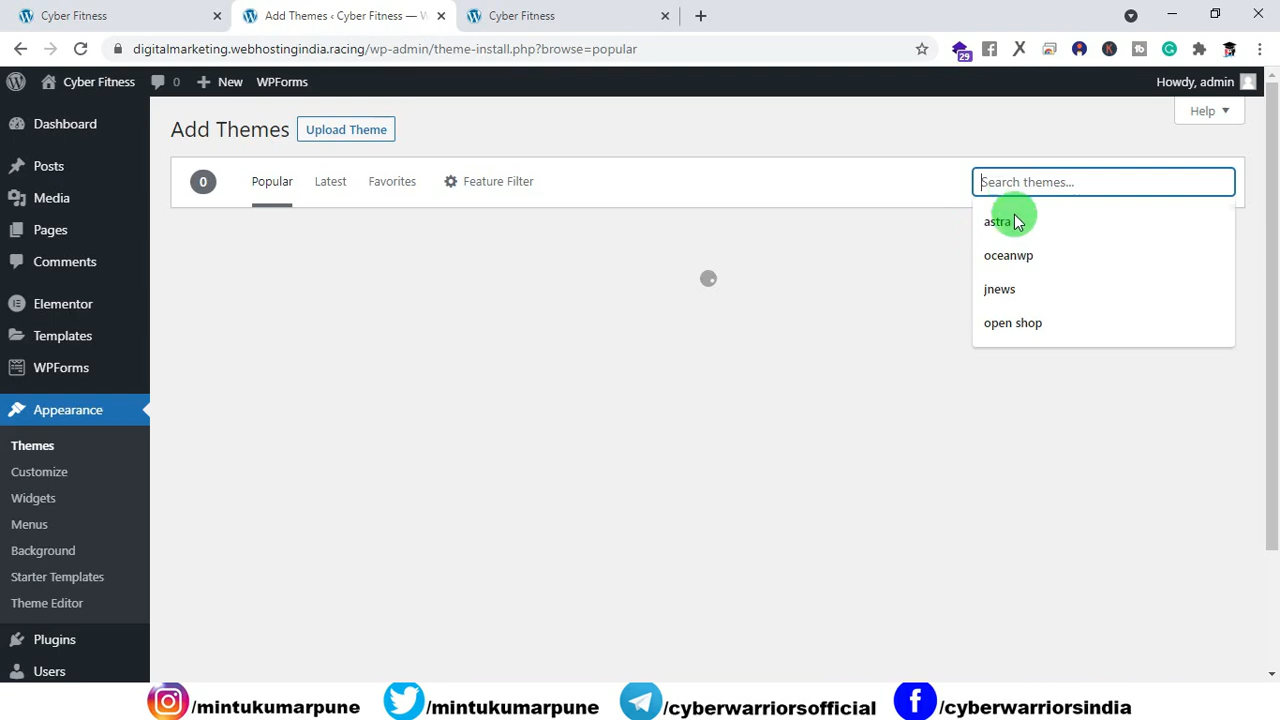 Cyber Fitness
Add Themes ‹ Cyber Fitness — W
Cyber Fitness
digitalmarketing.webhostingindia.racing/wp-admin/theme-install.php?browse=popular
29
Cyber Fitness
0
New
WPForms
Howdy, admin
Help
Dashboard
Posts
Media
Pages
Comments
Elementor
Templates
WPForms
Appearance
Themes
Customize
Widgets
Menus
Background
Starter Templates
Theme Editor
Plugins
Users
Add Themes
Upload Theme
0
Popular
Latest
Favorites
Feature Filter
Search themes...
astra
oceanwp
jnews
open shop
/mintukumarpune
/mintukumarpune
/cyberwarriorsofficial
/cyberwarriorsindia